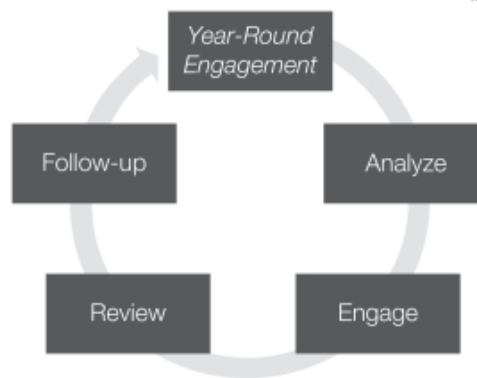 Year-Round
Engagement
Analyze
Engage
Review
Follow-up